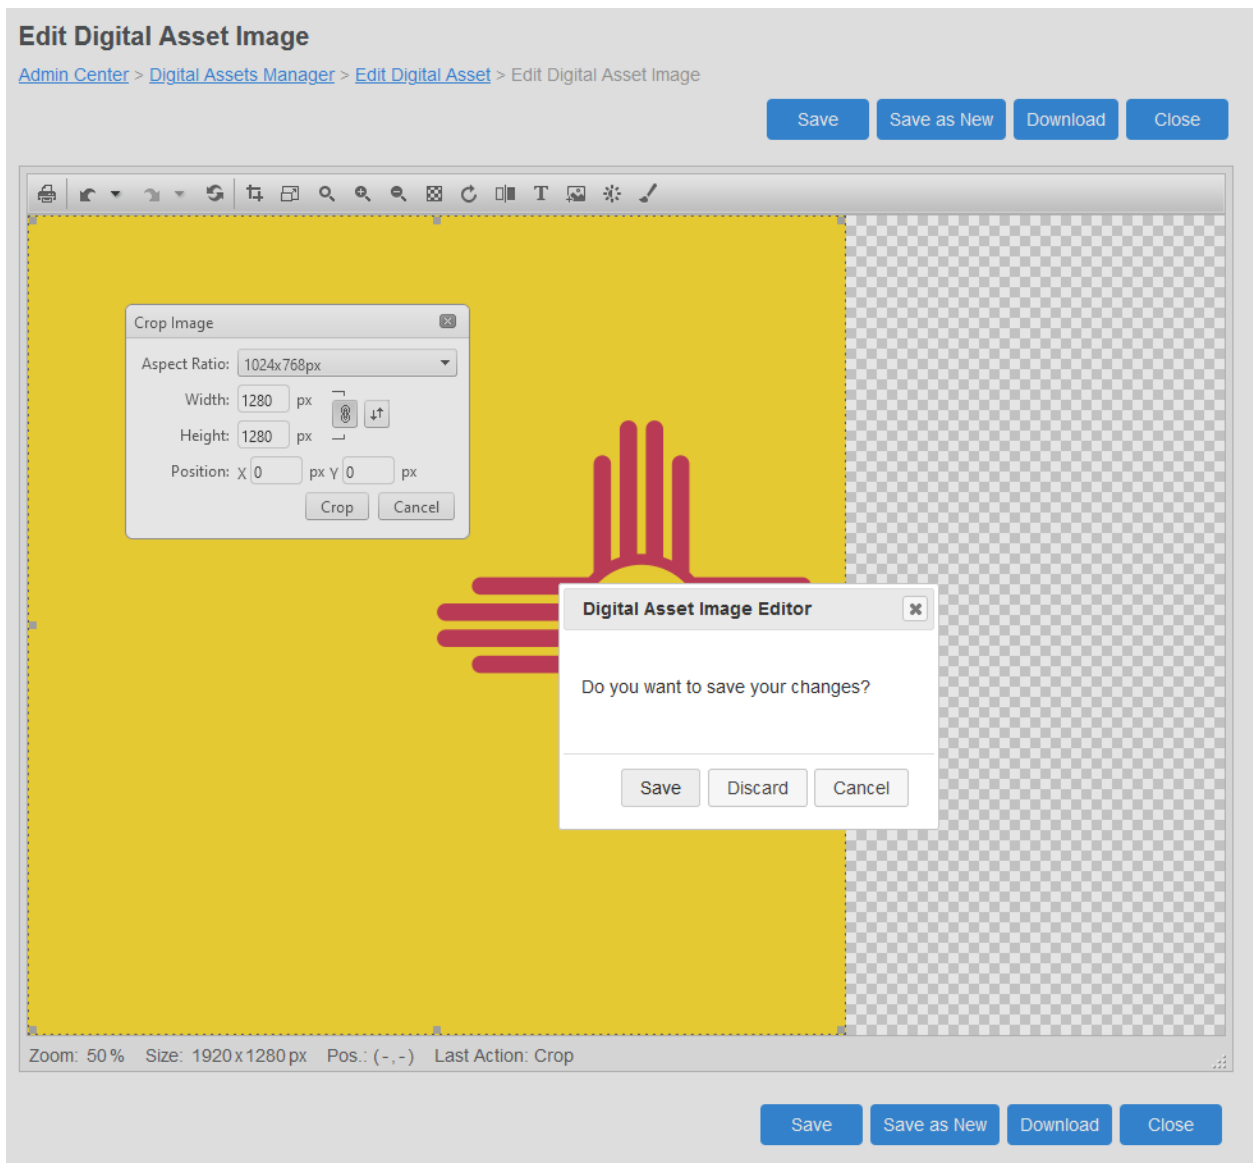 Edit Digital Asset Image
Admin Center > Digital Assets Manager > Edit Digital Asset > Edit Digital Asset Image
Save Save as New Download Close
T
Crop Image
Aspect Ratio: 1024x768px
Width: 1280 px
Height: 1280 px
Position: X 0 px Y 0 px
Crop Cancel
Digital Asset Image Editor
Do you want to save your changes?
Save Discard Cancel
Zoom: 50 % Size: 1920x1280px Pos.: (-,-) Last Action: Crop
Save Save as New Download Close